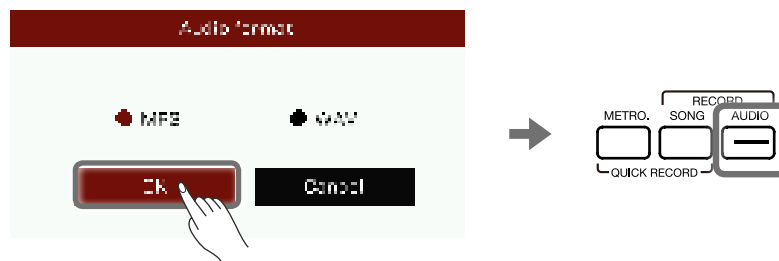 Audio format
MP3
WAV
OK
Cancel
RECORD
METRO.
SONG
AUDIO
QUICK RECORD